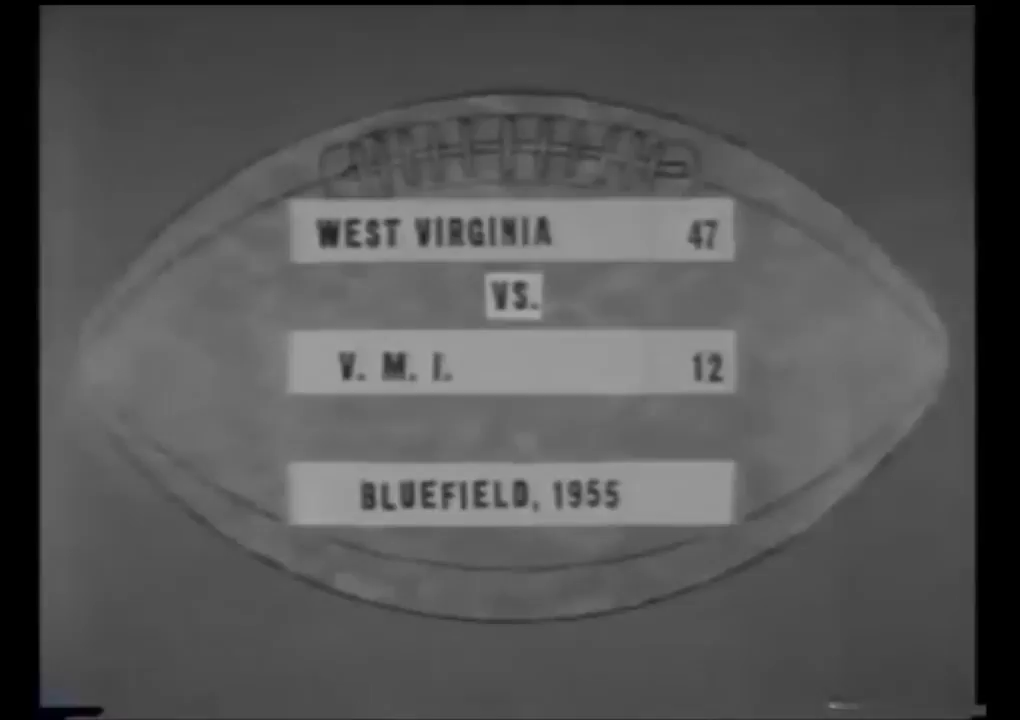 WEST VIRGINIA 47
VS.
V. M. I. 12
BLUEFIELD, 1955